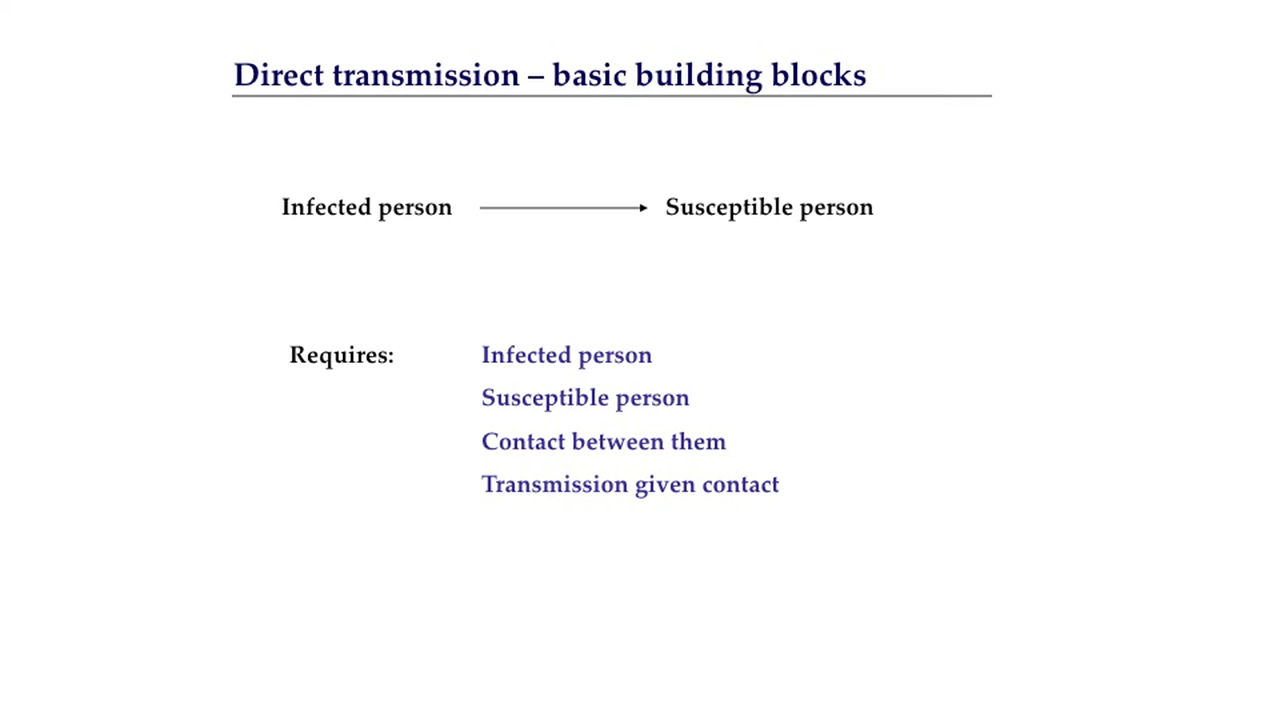 Direct transmission – basic building blocks
Infected person Susceptible person
Requires: Infected person
Susceptible person
Contact between them
Transmission given contact